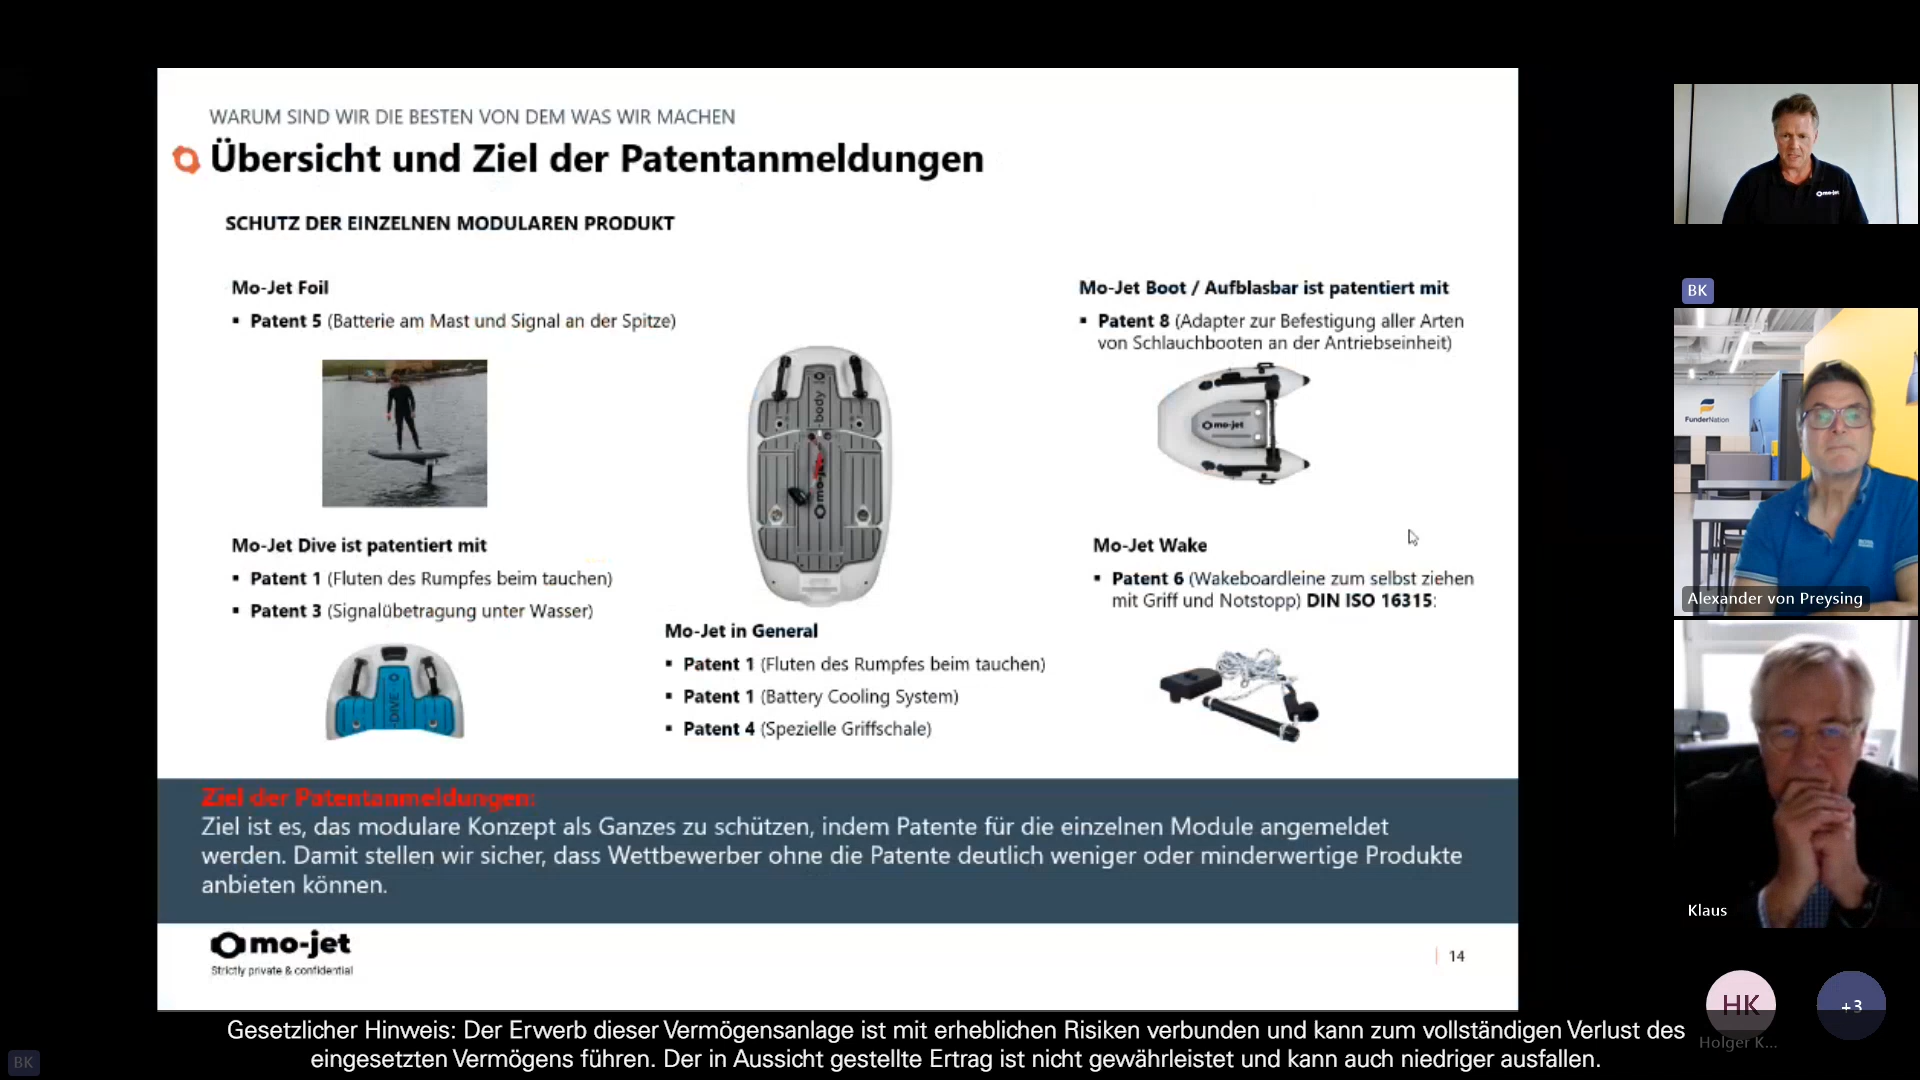 WARUM SIND WIR DIE BESTEN VON DEM WAS WIR MACHEN
Übersicht und Ziel der Patentanmeldungen
SCHUTZ DER EINZELNEN MODULAREN PRODUKT
Mo-Jet Foil
▪ Patent 5 (Batterie am Mast und Signal an der Spitze)
Mo-Jet Dive ist patentiert mit
▪ Patent 1 (Fluten des Rumpfes beim tauchen)
▪ Patent 3 (Signalübetragung unter Wasser)
DIVE
body
mo-jet
Mo-Jet in General
▪ Patent 1 (Fluten des Rumpfes beim tauchen)
▪ Patent 1 (Battery Cooling System)
▪ Patent 4 (Spezielle Griffschale)
Mo-Jet Boot / Aufblasbar ist patentiert mit
▪ Patent 8 (Adapter zur Befestigung aller Arten
von Schlauchbooten an der Antriebseinheit)
mo-jet
Mo-Jet Wake
▪ Patent 6 (Wakeboardleine zum selbst ziehen
mit Griff und Notstopp) DIN ISO 16315:
Ziel der Patentanmeldungen:
Ziel ist es, das modulare Konzept als Ganzes zu schützen, indem Patente für die einzelnen Module angemeldet
werden. Damit stellen wir sicher, dass Wettbewerber ohne die Patente deutlich weniger oder minderwertige Produkte
anbieten können.
mo-jet
Strictly private & confidential
14
Gesetzlicher Hinweis: Der Erwerb dieser Vermögensanlage ist mit erheblichen Risiken verbunden und kann zum vollständigen Verlust des
eingesetzten Vermögens führen. Der in Aussicht gestellte Ertrag ist nicht gewährleistet und kann auch niedriger ausfallen.
BK
mo-jet
BK
FunderNation
Alexander von Preysing
Klaus
HK
+3
Holger K...